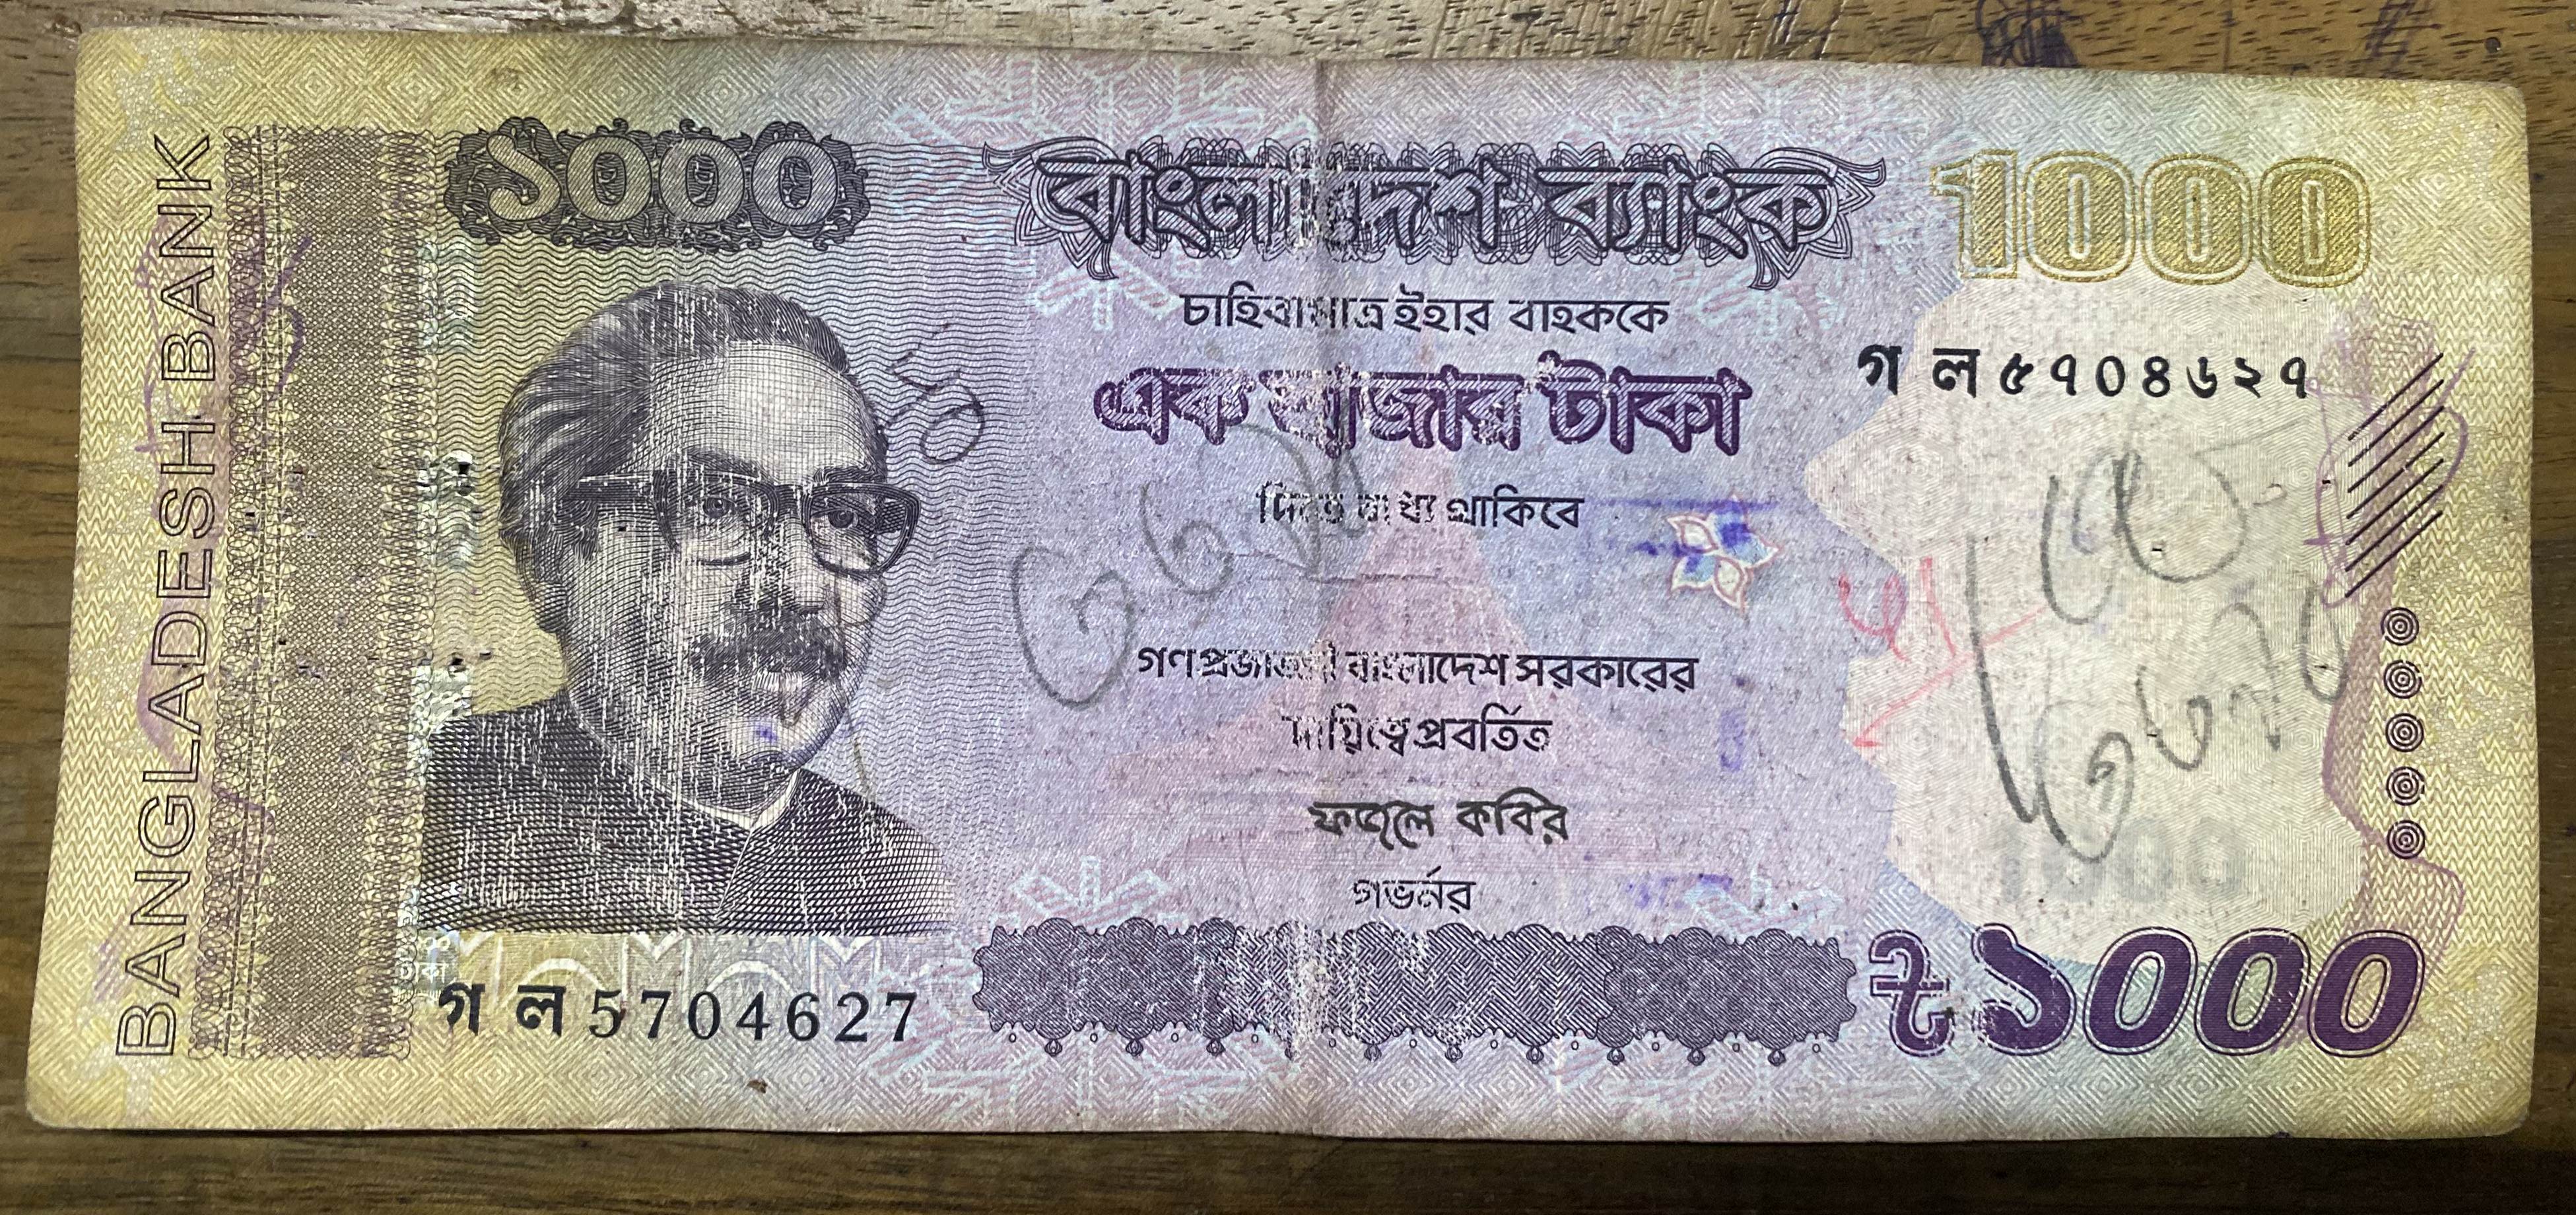 BANGLADESH BANK
১০০০
বাংলাদেশ ব্যাংক
1000
চাহিবামাত্র ইহার বাহককে
এক হাজার টাকা
গ ল ৫৭০৪৬২৭
দিতে বাধ্য থাকিবে
গণপ্রজাতন্ত্রী বাংলাদেশ সরকারের
দায়িত্বে প্রবর্তিত
ফজলে কবির
গভর্নর
টাকা
গ ল 5704627
৳১০০০